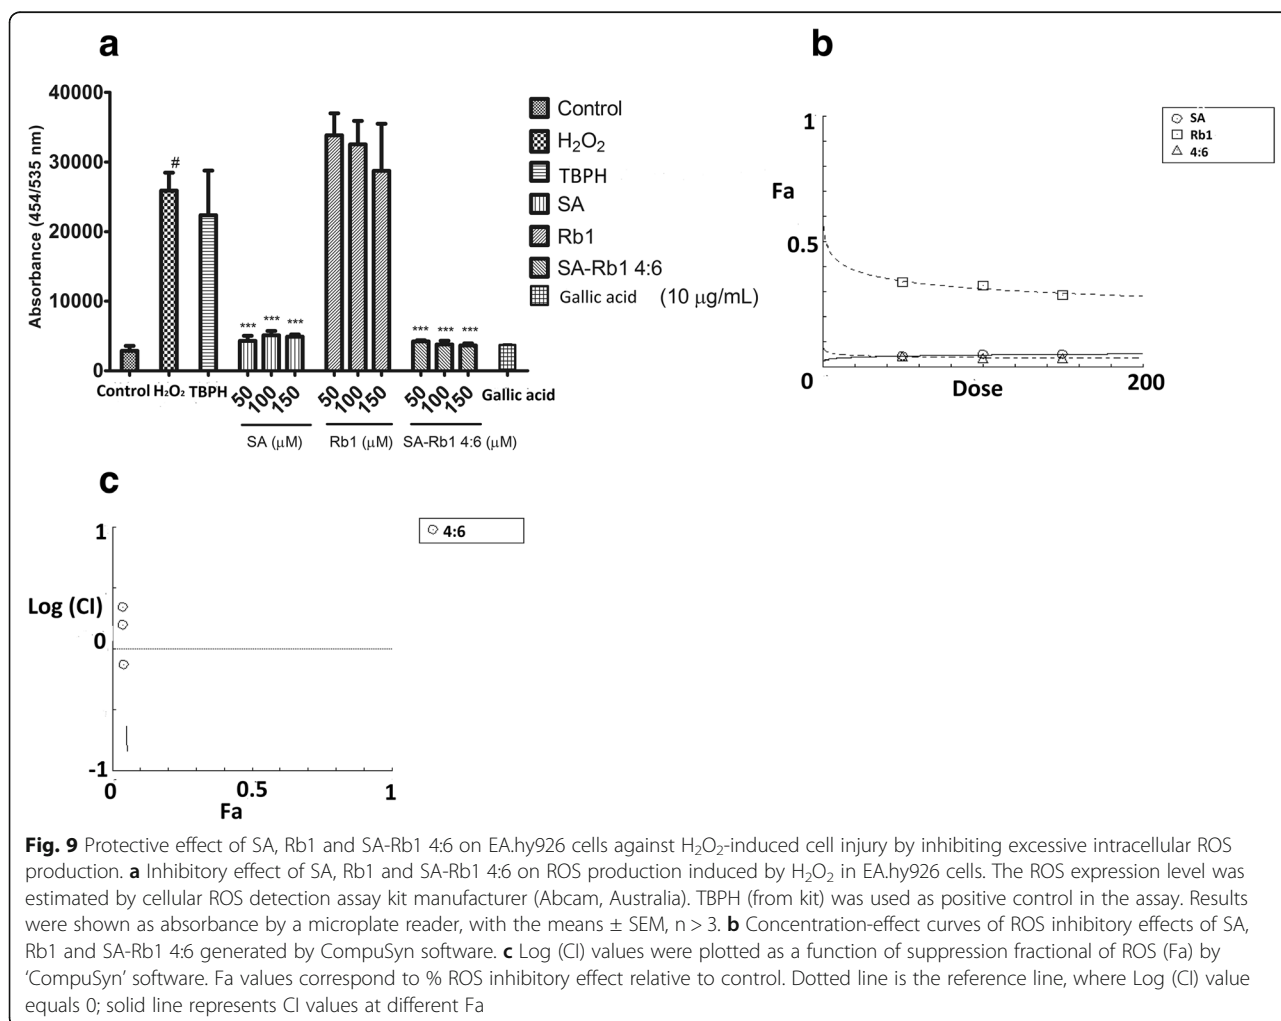 a
Absorbance (454/535 nm)
40000
30000
20000
10000
0
#
***
***
***
***
***
***
Control
H₂O₂
TBPH
50
100
150
50
100
150
50
100
150
Gallic acid
SA (μM)
Rb1 (μM)
SA-Rb1 4:6 (μM)
Control
H₂O₂
TBPH
SA
Rb1
SA-Rb1 4:6
Gallic acid (10 μg/mL)
b
1
Fa
0.5
0
Dose
200
SA
Rb1
4:6
c
1
Log (CI)
0
-1
0
0.5
1
Fa
4:6
Fig. 9 Protective effect of SA, Rb1 and SA-Rb1 4:6 on EA.hy926 cells against H₂O₂-induced cell injury by inhibiting excessive intracellular ROS
production. a Inhibitory effect of SA, Rb1 and SA-Rb1 4:6 on ROS production induced by H₂O₂ in EA.hy926 cells. The ROS expression level was
estimated by cellular ROS detection assay kit manufacturer (Abcam, Australia). TBPH (from kit) was used as positive control in the assay. Results
were shown as absorbance by a microplate reader, with the means ± SEM, n > 3. b Concentration-effect curves of ROS inhibitory effects of SA,
Rb1 and SA-Rb1 4:6 generated by CompuSyn software. c Log (CI) values were plotted as a function of suppression fractional of ROS (Fa) by
‘CompuSyn’ software. Fa values correspond to % ROS inhibitory effect relative to control. Dotted line is the reference line, where Log (CI) value
equals 0; solid line represents CI values at different Fa